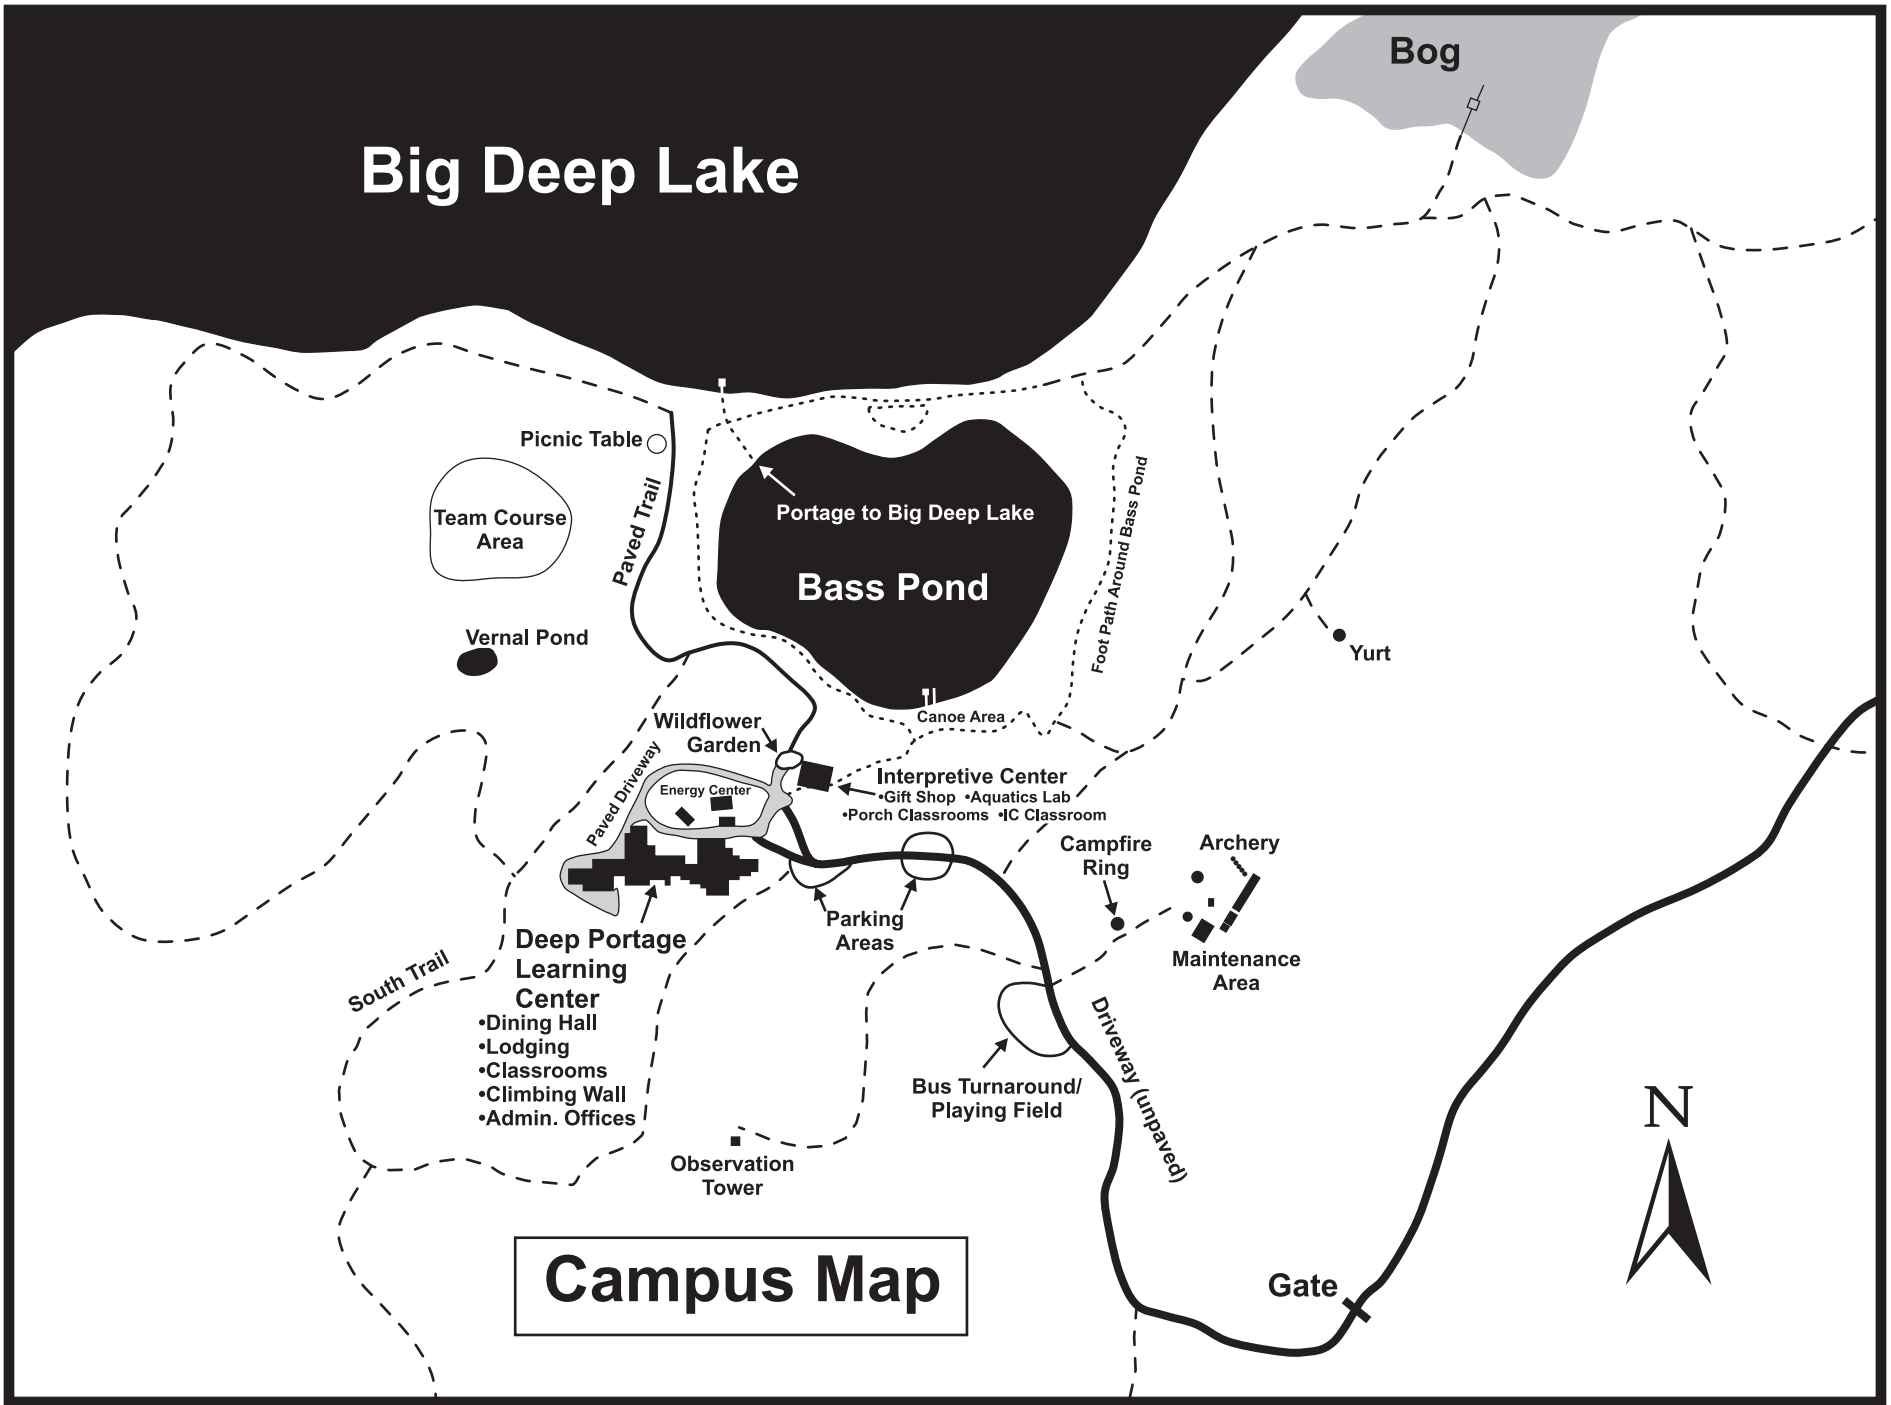 Bog
Big Deep Lake
Picnic Table
Team Course
Area
Paved Trail
Portage to Big Deep Lake
Bass Pond
Foot Path Around Bass Pond
Vernal Pond
Yurt
Wildflower
Garden
Canoe Area
Paved Driveway
Energy Center
Interpretive Center
•Gift Shop •Aquatics Lab
•Porch Classrooms •IC Classroom
Campfire
Ring
Archery
Parking
Areas
Maintenance
Area
South Trail
Deep Portage
Learning
Center
•Dining Hall
•Lodging
•Classrooms
•Climbing Wall
•Admin. Offices
Driveway (unpaved)
Bus Turnaround/
Playing Field
Observation
Tower
N
Campus Map
Gate